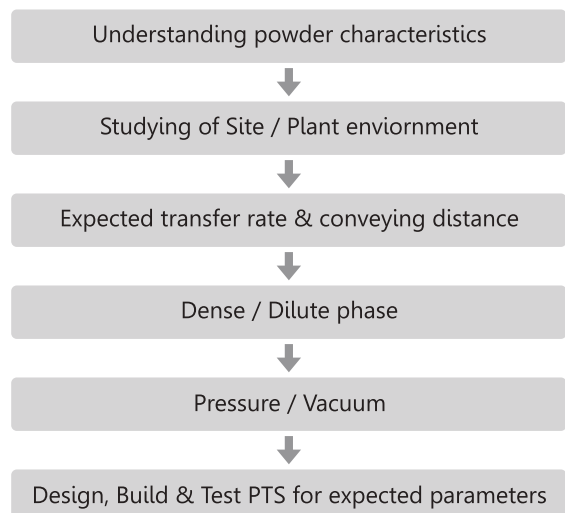 Understanding powder characteristics
Studying of Site / Plant enviornment
Expected transfer rate & conveying distance
Dense / Dilute phase
Pressure / Vacuum
Design, Build & Test PTS for expected parameters